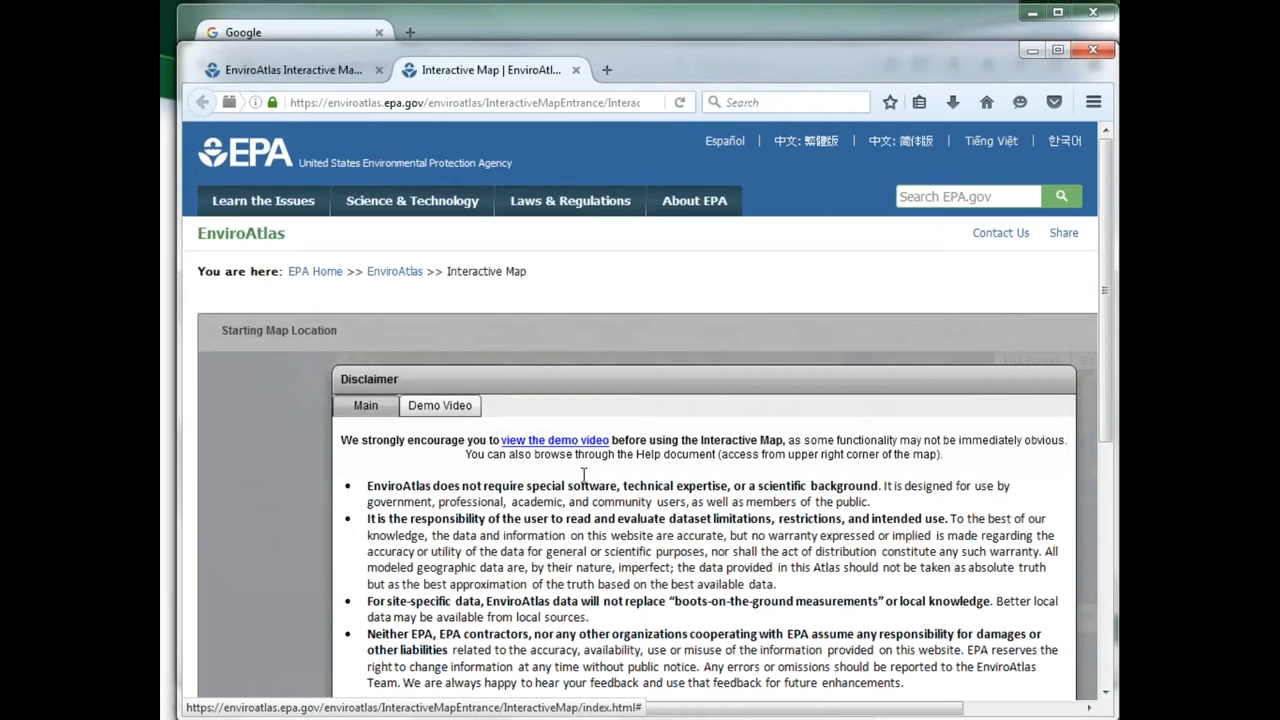 Google
EnviroAtlas Interactive Ma...
Interactive Map | EnviroAtl...
https://enviroatlas.epa.gov/enviroatlas/InteractiveMapEntrance/Interac
Search
Español | 中文: 繁體版 | 中文: 简体版 | Tiếng Việt | 한국어
EPA United States Environmental Protection Agency
Learn the Issues
Science & Technology
Laws & Regulations
About EPA
Search EPA.gov
EnviroAtlas
Contact Us
Share
You are here: EPA Home >> EnviroAtlas >> Interactive Map
Starting Map Location
Full Screen
Disclaimer
Main
Demo Video
We strongly encourage you to view the demo video before using the Interactive Map, as some functionality may not be immediately obvious.
You can also browse through the Help document (access from upper right corner of the map).
• EnviroAtlas does not require special software, technical expertise, or a scientific background. It is designed for use by
government, professional, academic, and community users, as well as members of the public.
• It is the responsibility of the user to read and evaluate dataset limitations, restrictions, and intended use. To the best of our
knowledge, the data and information on this website are accurate, but no warranty expressed or implied is made regarding the
accuracy or utility of the data for general or scientific purposes, nor shall the act of distribution constitute any such warranty. All
modeled geographic data are, by their nature, imperfect; the data provided in this Atlas should not be taken as absolute truth
but as the best approximation of the truth based on the best available data.
• For site-specific data, EnviroAtlas data will not replace “boots-on-the-ground measurements” or local knowledge. Better local
data may be available from local sources.
• Neither EPA, EPA contractors, nor any other organizations cooperating with EPA assume any responsibility for damages or
other liabilities related to the accuracy, availability, use or misuse of the information provided on this website. EPA reserves the
right to change information at any time without public notice. Any errors or omissions should be reported to the EnviroAtlas
Team. We are always happy to hear your feedback and use that feedback for future enhancements.
https://enviroatlas.epa.gov/enviroatlas/InteractiveMapEntrance/InteractiveMap/index.html#